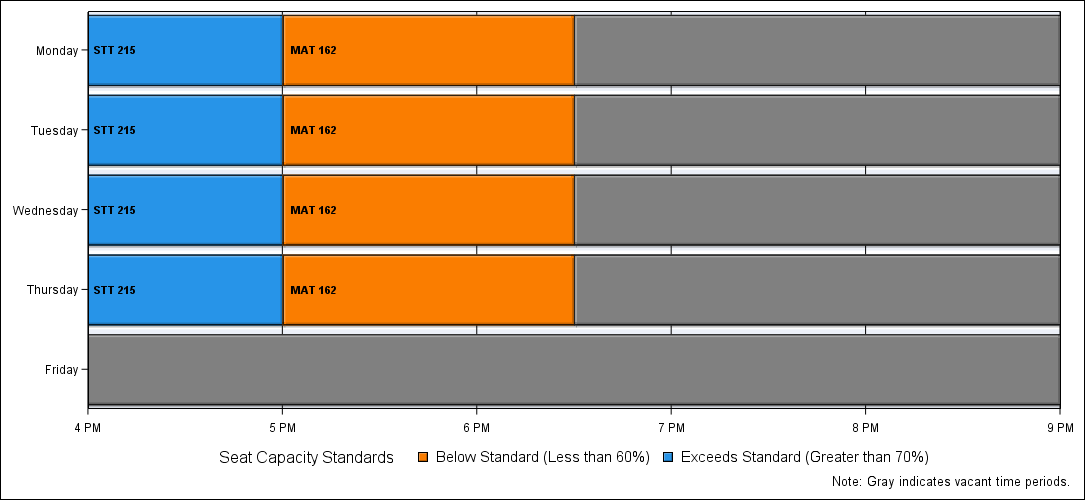 Monday STT 215 MAT 162
Tuesday STT 215 MAT 162
Wednesday STT 215 MAT 162
Thursday STT 215 MAT 162
Friday
4 PM 5 PM 6 PM 7 PM 8 PM 9 PM
Seat Capacity Standards Below Standard (Less than 60%) Exceeds Standard (Greater than 70%)
Note: Gray indicates vacant time periods.